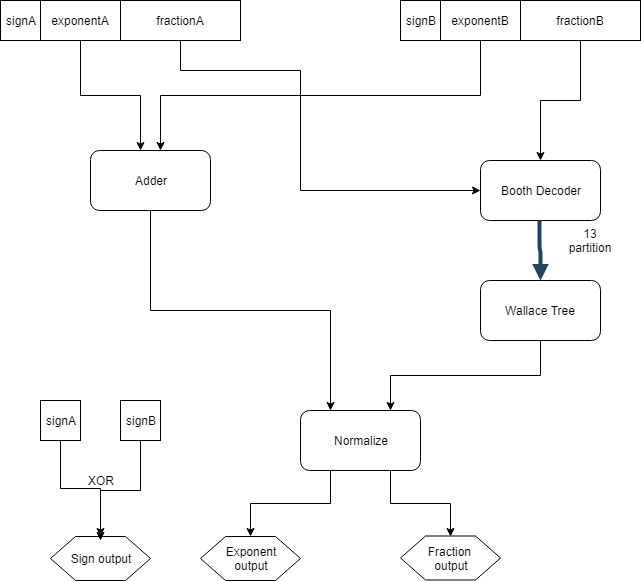 signA exponentA fractionA
signB exponentB fractionB
Adder
Booth Decoder
13
partition
Wallace Tree
signA
signB
Normalize
XOR
Sign output
Exponent
output
Fraction
output